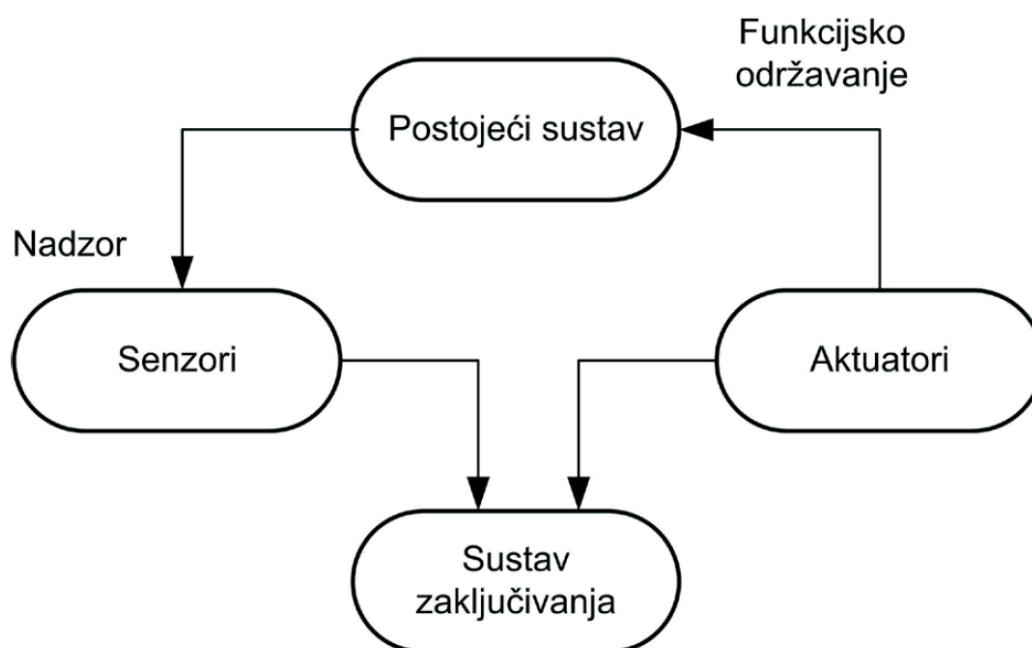 Funkcijsko
održavanje
Postojeći sustav
Nadzor
Senzori
Aktuatori
Sustav
zaključivanja